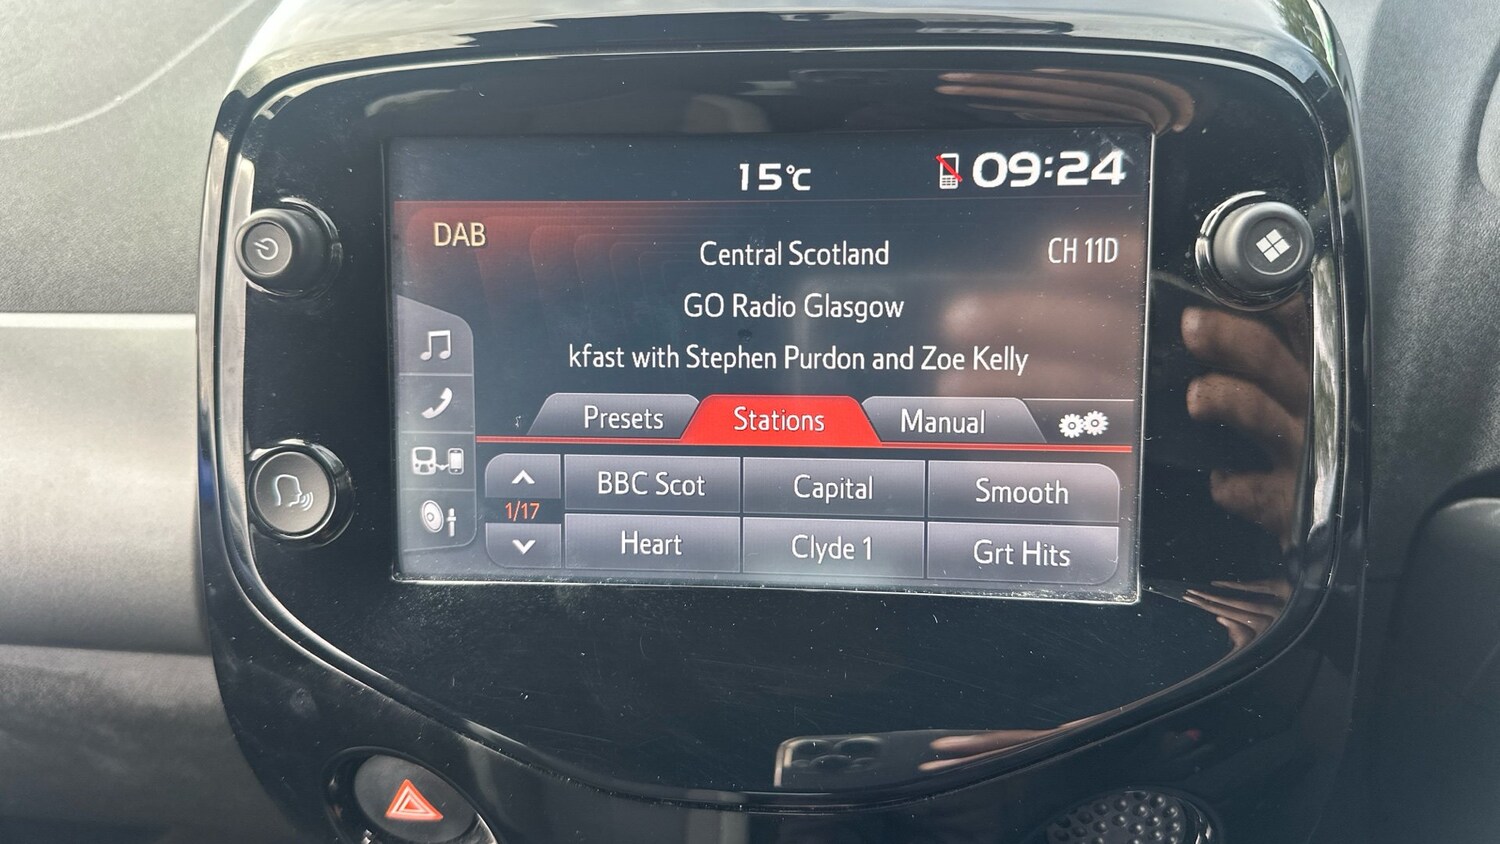 15°C
09:24
DAB
Central Scotland
CH 11D
GO Radio Glasgow
kfast with Stephen Purdon and Zoe Kelly
Presets
Stations
Manual
BBC Scot
Capital
Smooth
1/17
Heart
Clyde 1
Grt Hits